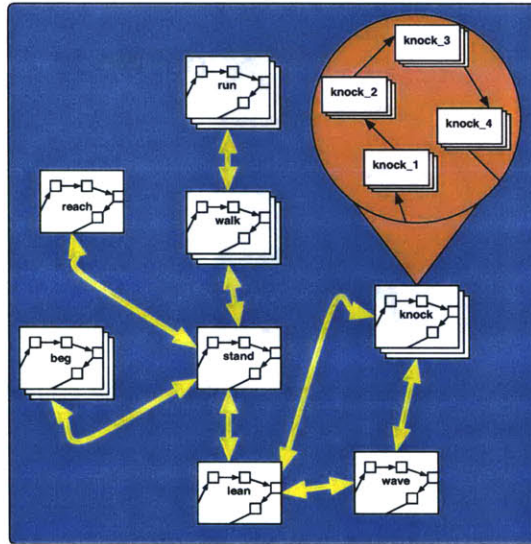 knock_3
run
knock_2
knock_4
knock_1
reach
walk
knock
beg
stand
lean
wave